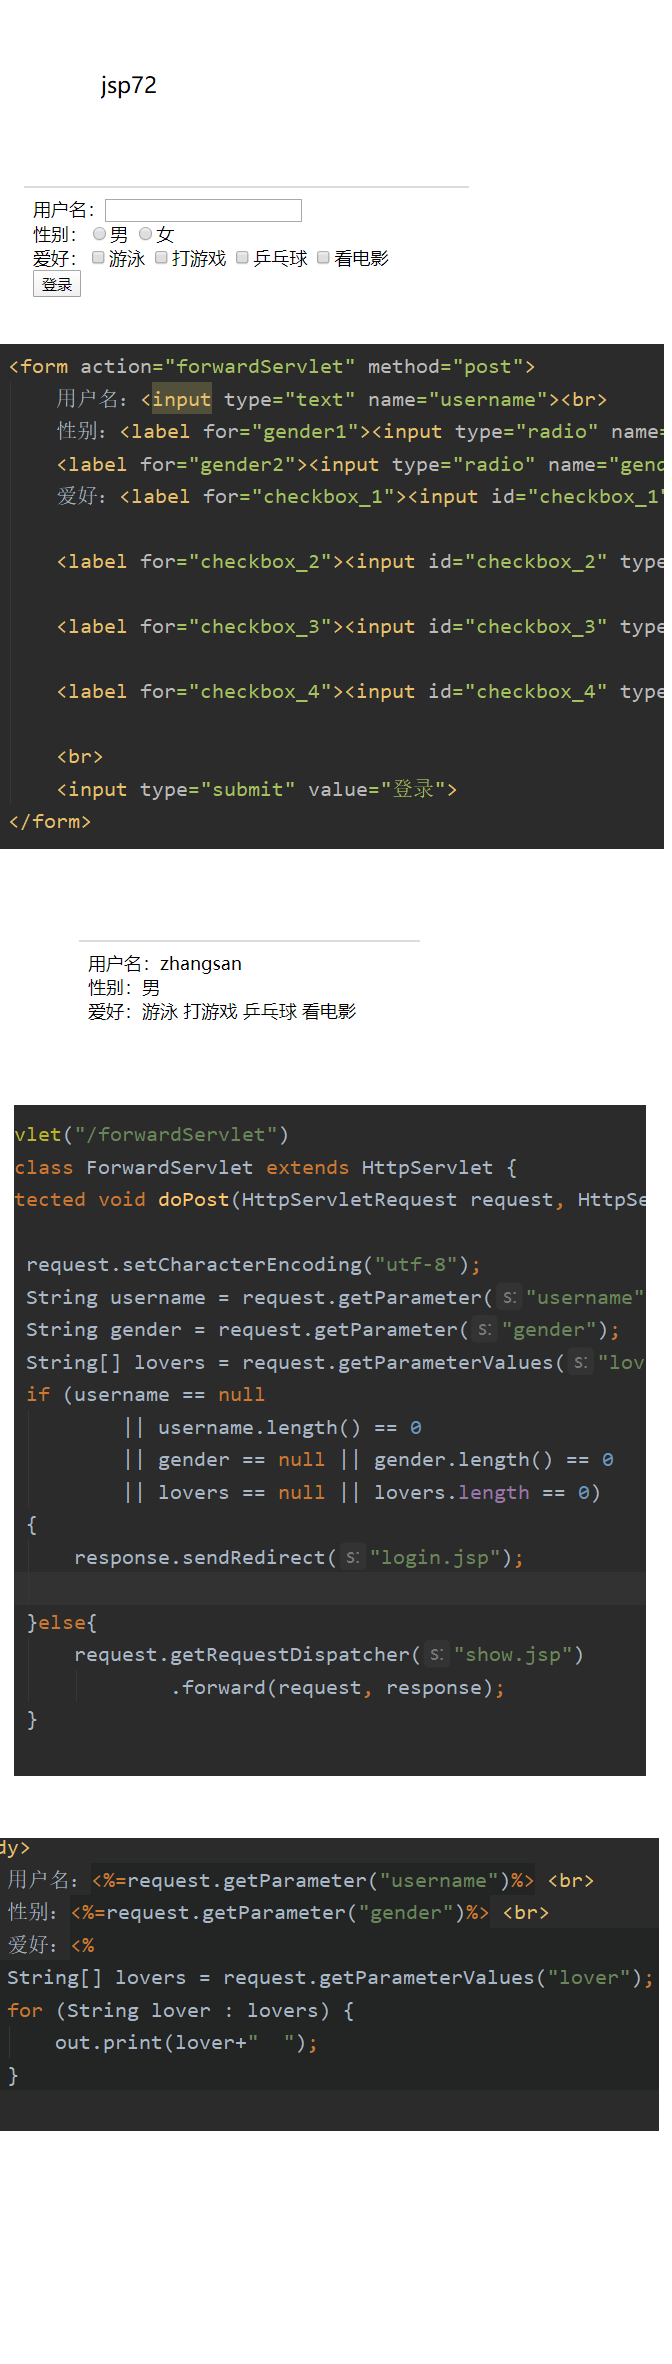 jsp72
用户名：
性别： 男 女
爱好： 游泳 打游戏 乒乓球 看电影
登录
<form action="forwardServlet" method="post">
用户名：<input type="text" name="username"><br>
性别：<label for="gender1"><input type="radio" name=
<label for="gender2"><input type="radio" name="gend
爱好：<label for="checkbox_1"><input id="checkbox_1"
<label for="checkbox_2"><input id="checkbox_2" type
<label for="checkbox_3"><input id="checkbox_3" type
<label for="checkbox_4"><input id="checkbox_4" type
<br>
<input type="submit" value="登录">
</form>
用户名：zhangsan
性别：男
爱好：游泳 打游戏 乒乓球 看电影
vlet("/forwardServlet")
class ForwardServlet extends HttpServlet {
tected void doPost(HttpServletRequest request, HttpSe
request.setCharacterEncoding("utf-8");
String username = request.getParameter( s: "username"
String gender = request.getParameter( s: "gender");
String[] lovers = request.getParameterValues( s: "lov
if (username == null
|| username.length() == 0
|| gender == null || gender.length() == 0
|| lovers == null || lovers.length == 0)
{
response.sendRedirect( s: "login.jsp");
}else{
request.getRequestDispatcher( s: "show.jsp")
.forward(request, response);
}
dy>
用户名：<%=request.getParameter("username")%> <br>
性别：<%=request.getParameter("gender")%> <br>
爱好：<%
String[] lovers = request.getParameterValues("lover");
for (String lover : lovers) {
out.print(lover+"  ");
}